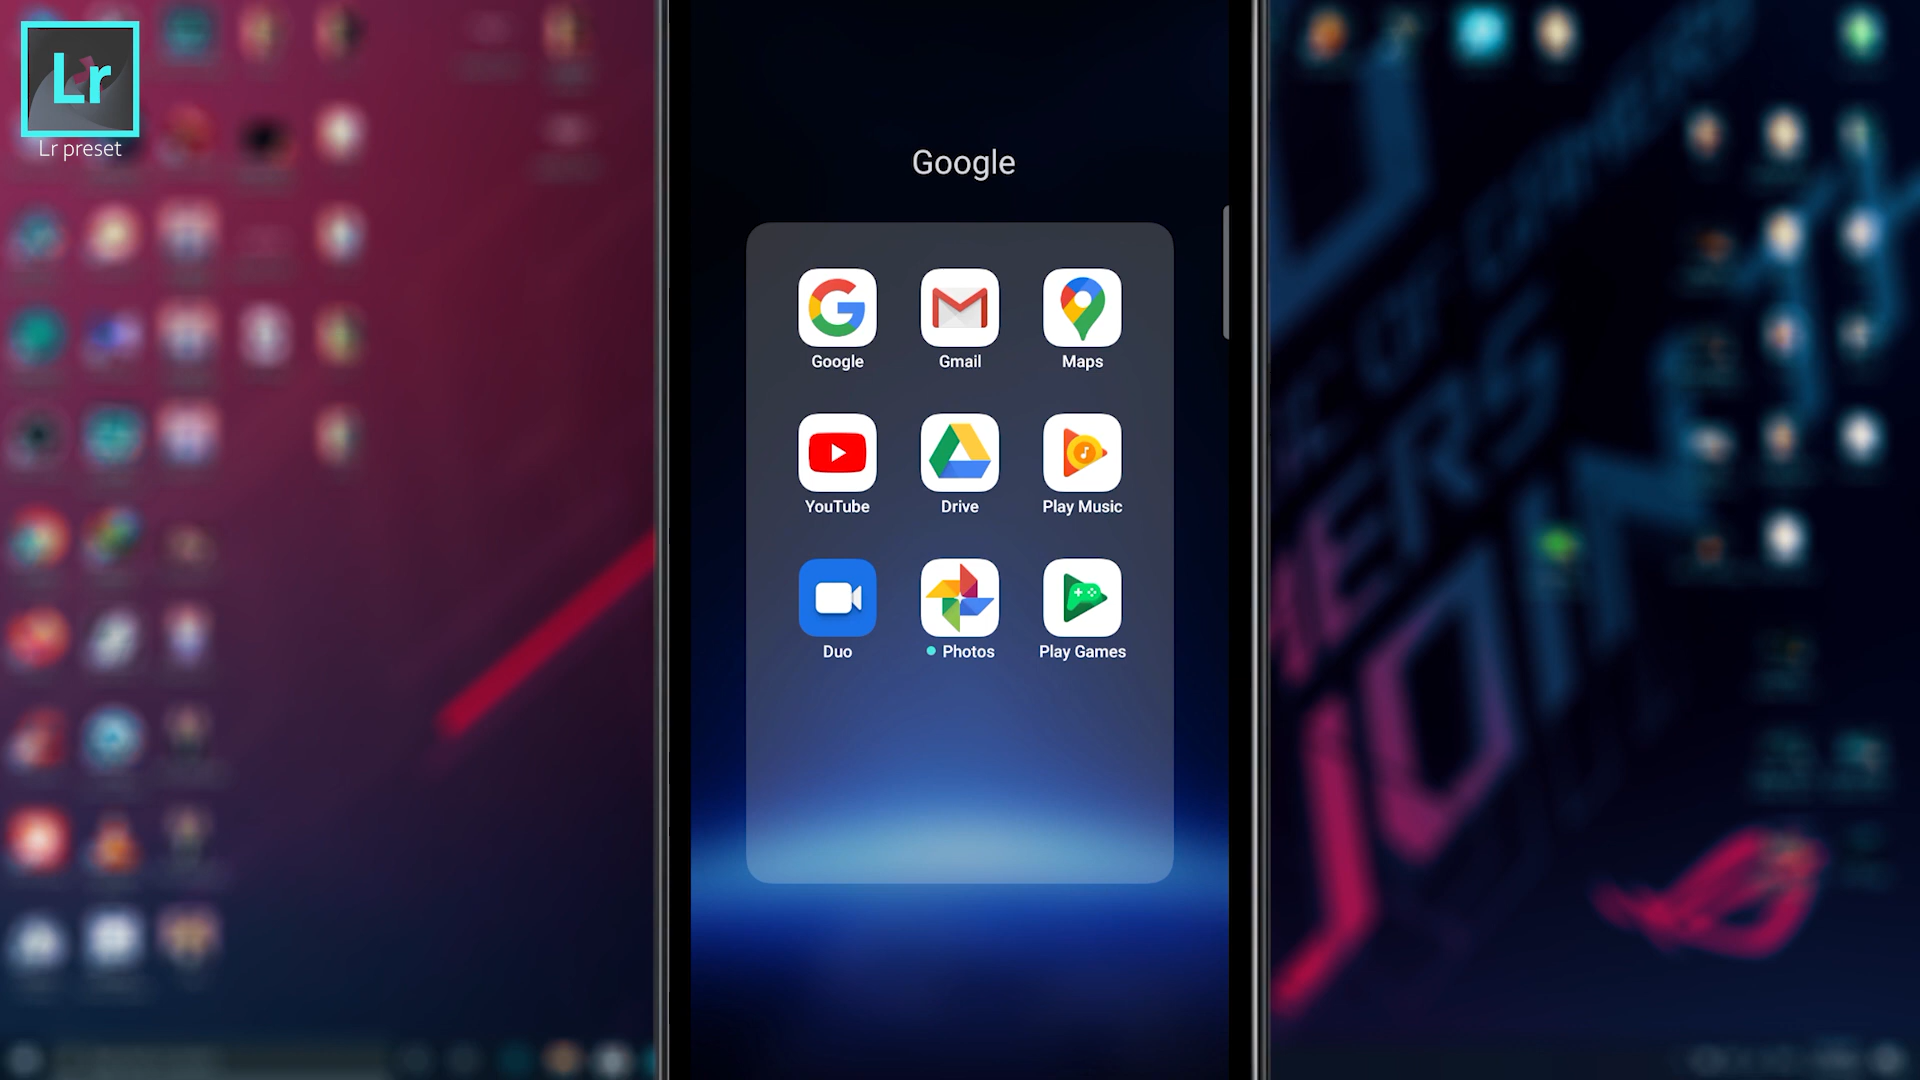 Lr
Lr preset
Google
Google
Gmail
Maps
YouTube
Drive
Play Music
Duo
Photos
Play Games